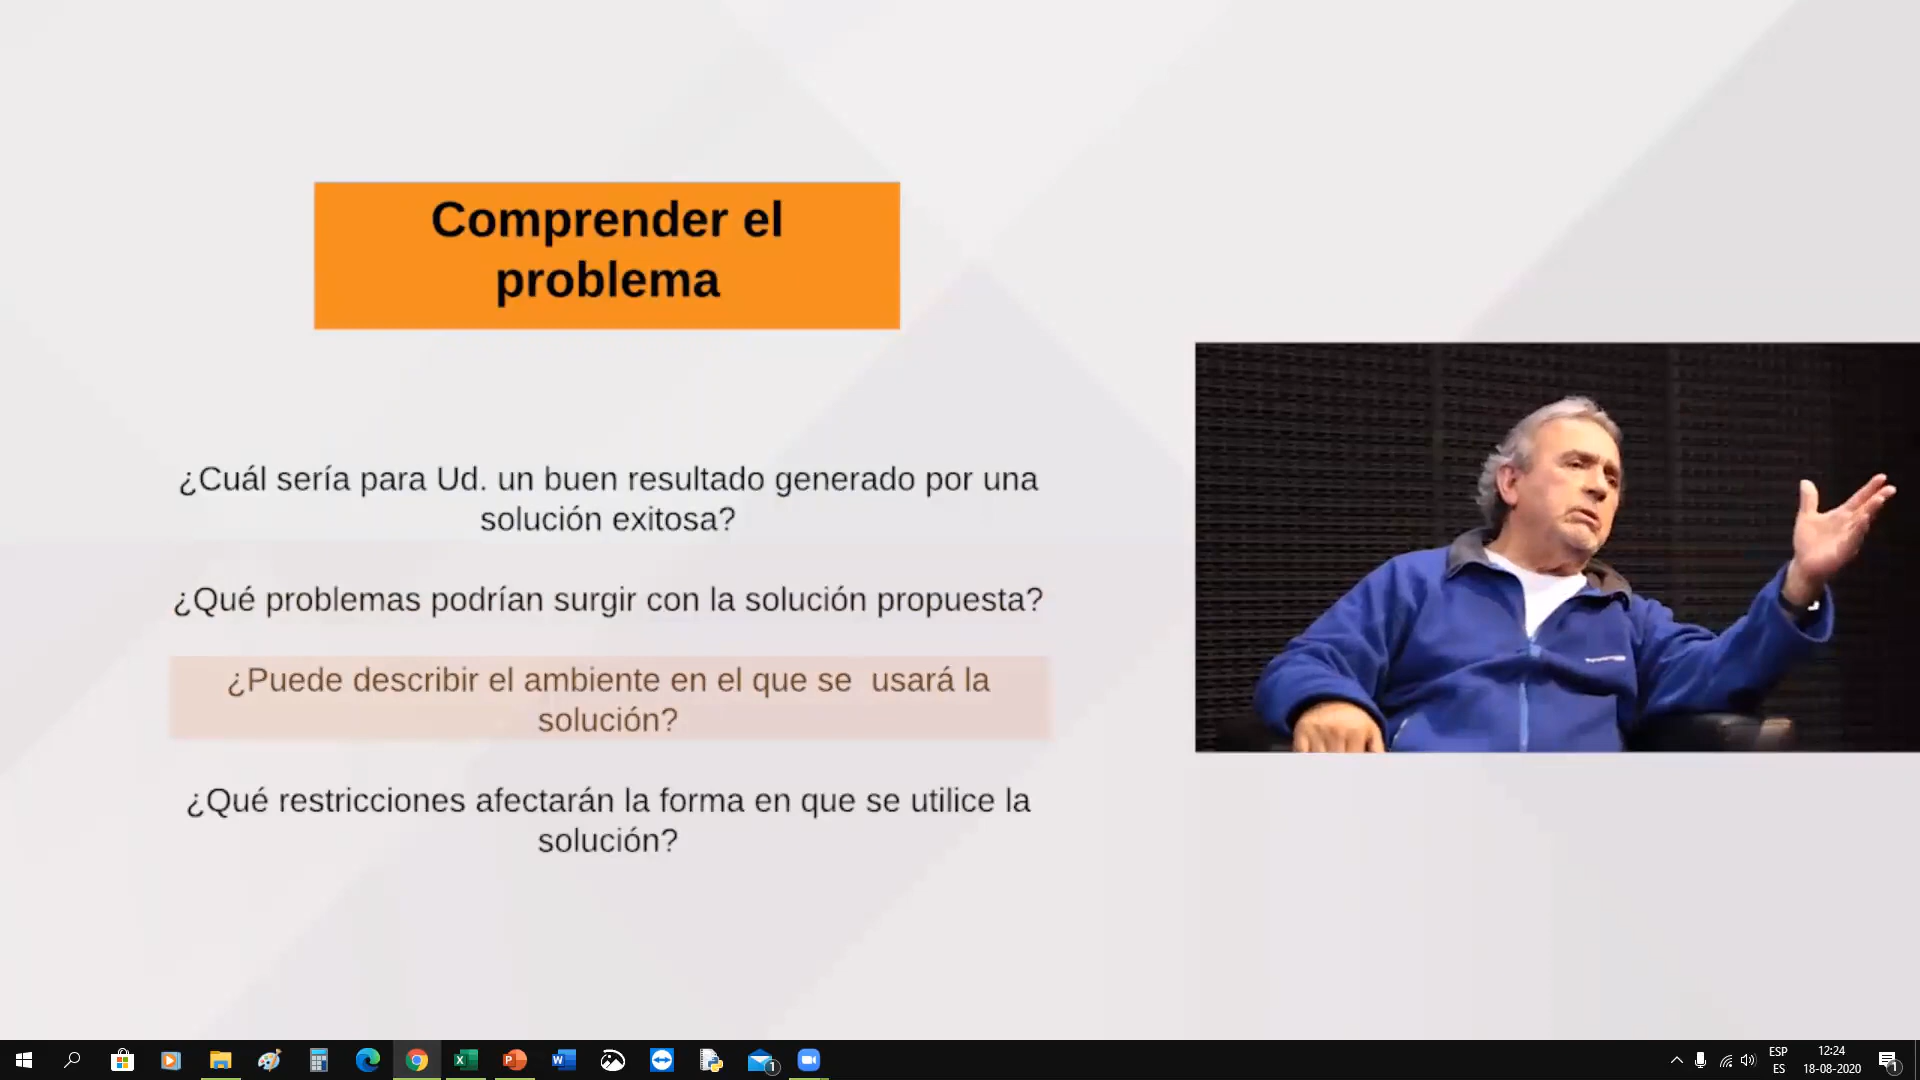 Comprender el
problema
¿Cuál sería para Ud. un buen resultado generado por una
solución exitosa?
¿Qué problemas podrían surgir con la solución propuesta?
¿Puede describir el ambiente en el que se usará la
solución?
¿Qué restricciones afectarán la forma en que se utilice la
solución?
ESP
ES
12:24
18-08-2020
1
1